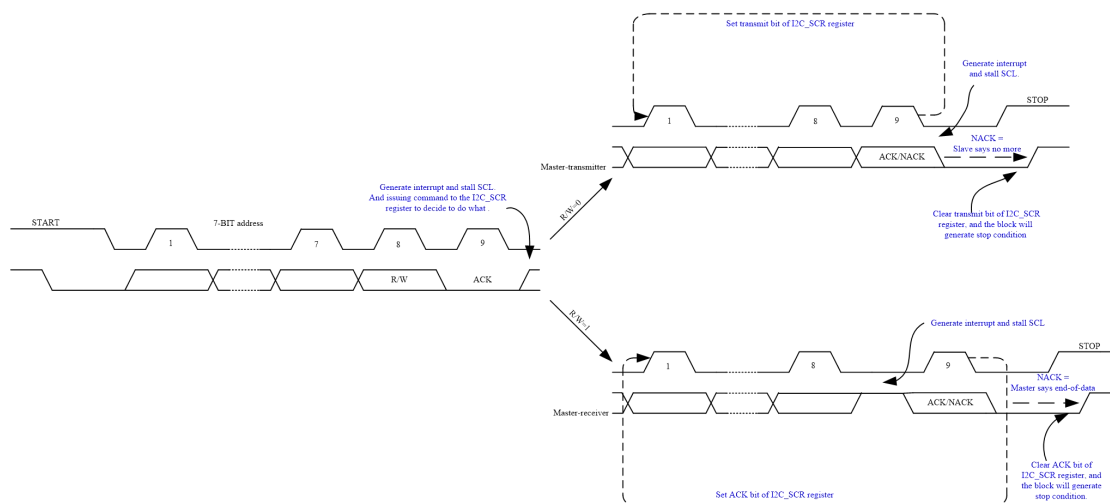 Set transmit bit of I2C_SCR register
Generate interrupt
and stall SCL.
STOP
1
8
9
NACK =
Slave says no more
ACK/NACK
Master-transmitter
Clear transmit bit of I2C_SCR
register, and the block will
generate stop condition
Generate interrupt and stall SCL.
And issuing command to the I2C_SCR
register to decide to do what .
R/W=0
START
7-BIT address
1
7
8
9
R/W
ACK
R/W=1
Generate interrupt and stall SCL
STOP
1
8
9
NACK =
Master says end-of-data
ACK/NACK
Master-receiver
Clear ACK bit of
I2C_SCR register, and
the block will generate
stop condition.
Set ACK bit of I2C_SCR register